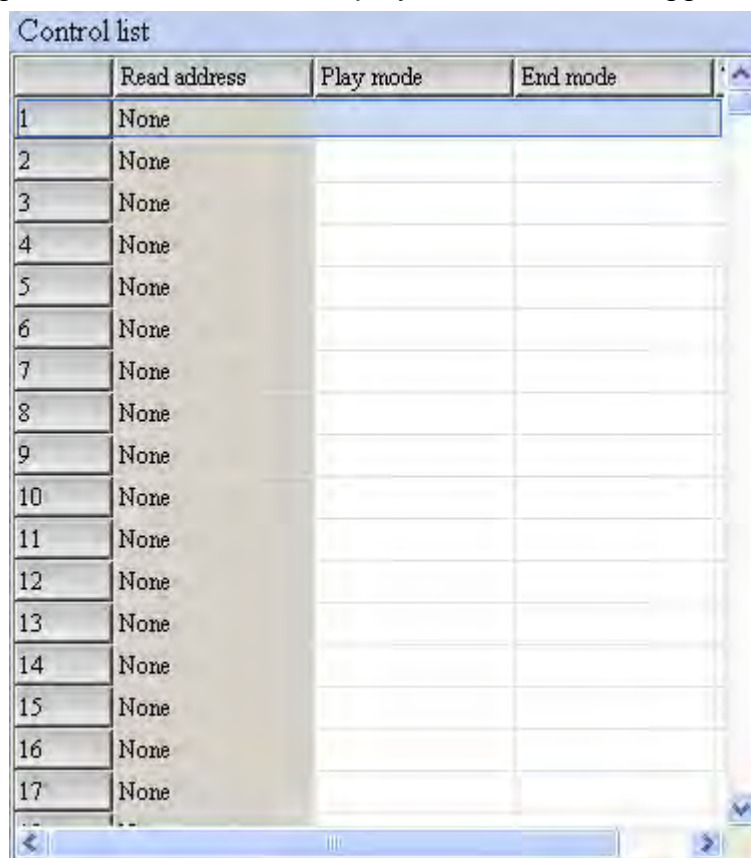 Control list
Read address Play mode End mode
1 None
2 None
3 None
4 None
5 None
6 None
7 None
8 None
9 None
10 None
11 None
12 None
13 None
14 None
15 None
16 None
17 None